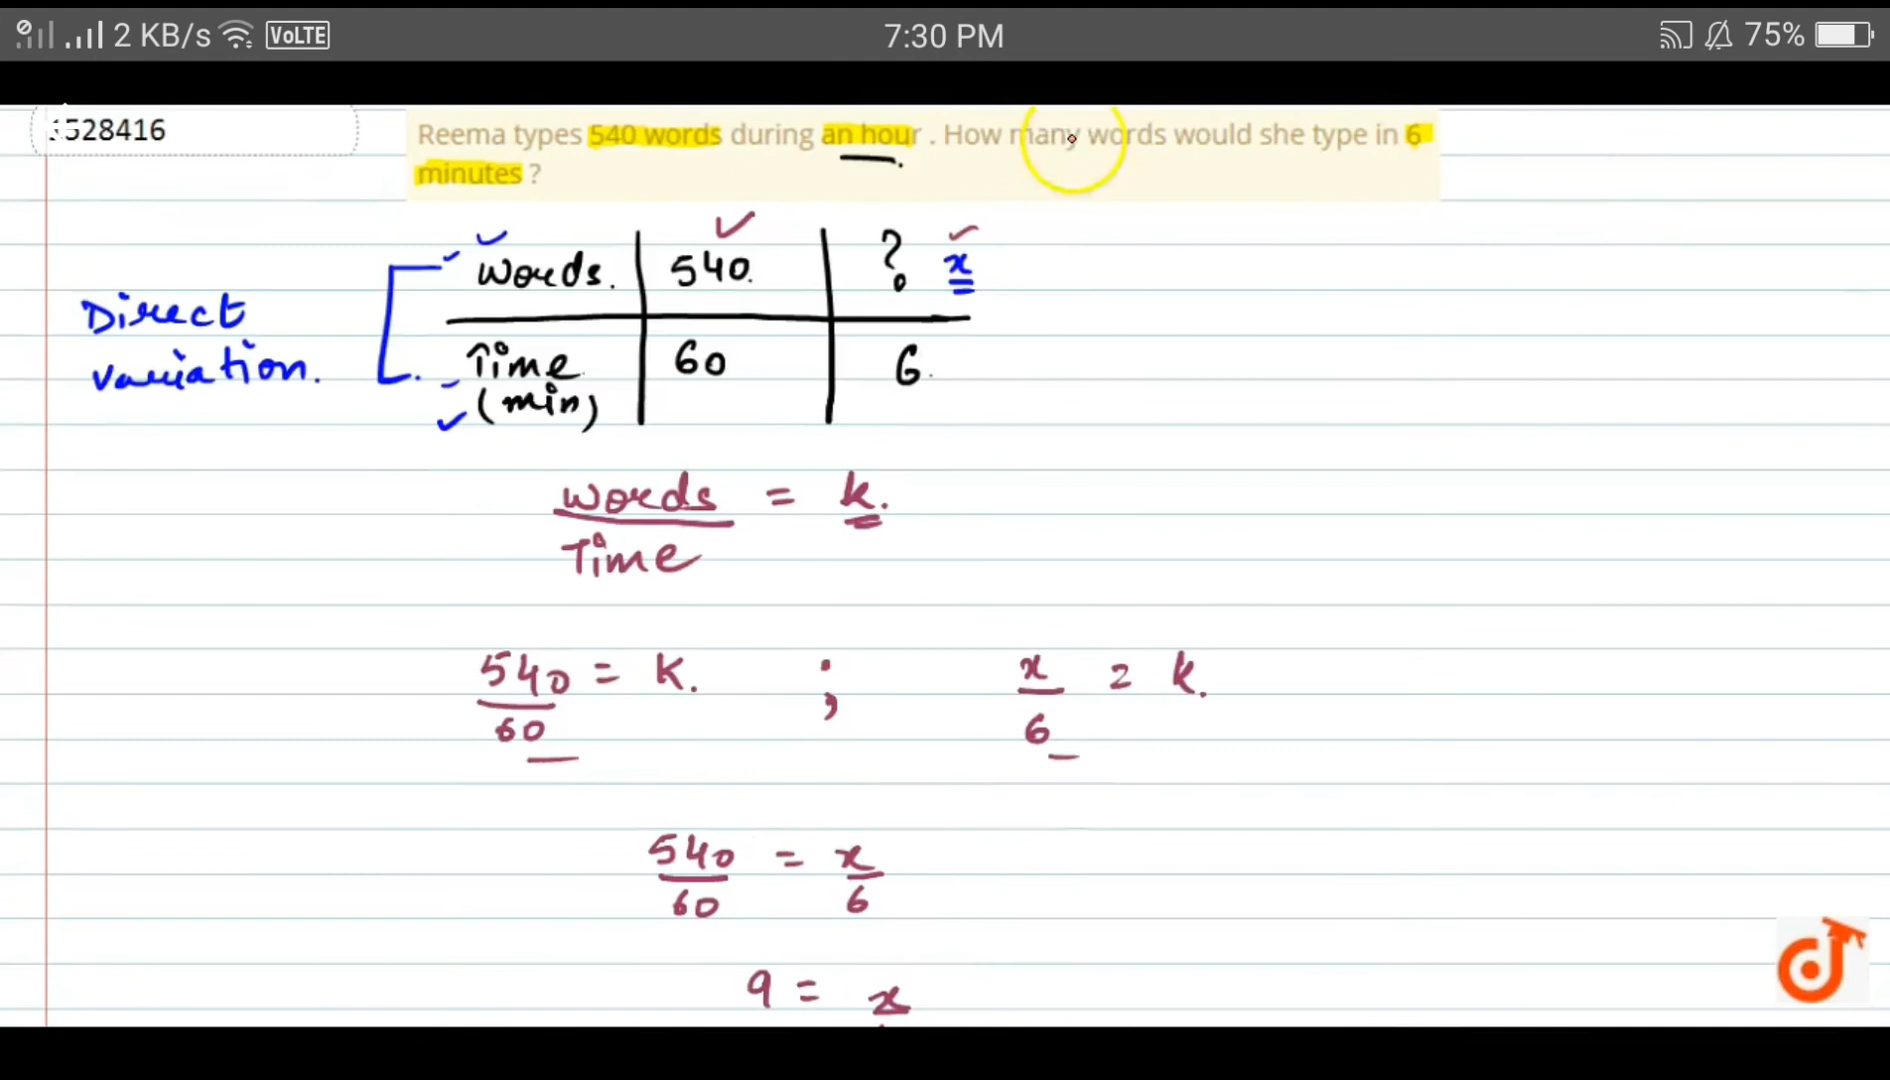 2 KB/s VoLTE 7:30 PM 75%
1528416
Reema types 540 words during an hour . How many words would she type in 6
minutes ?
words. 540. ? x
Direct
variation.
Time 60 6.
(min)
words = k.
Time
540 = K. ; x = k.
60 6
540 = x
60 6
9 = x